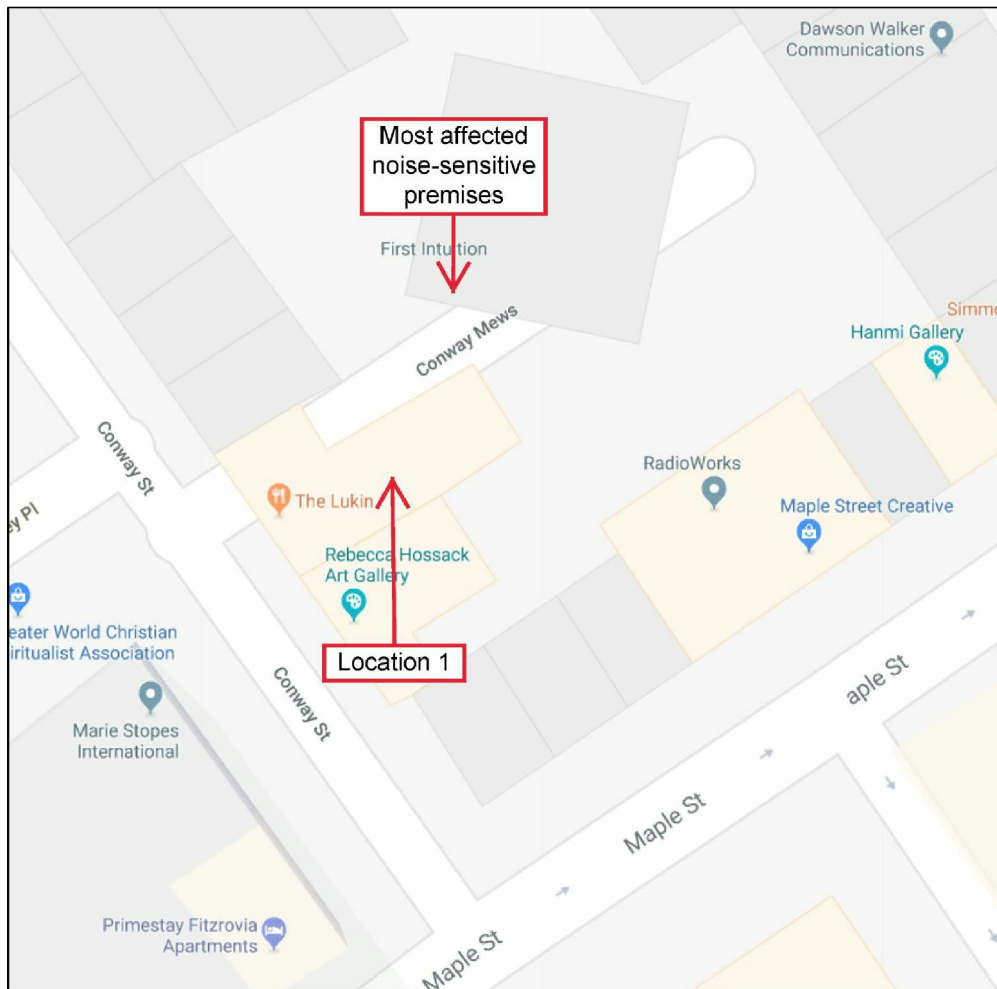 Dawson Walker
Communications
Most affected
noise-sensitive
premises
First Intuition
Conway Mews
Simmo
Hanmi Gallery
Conway St
RadioWorks
The Lukin
Maple Street Creative
ey Pl
Rebecca Hossack
Art Gallery
eater World Christian
iritualist Association
Location 1
Conway St
aple St
Marie Stopes
International
Maple St
Primestay Fitzrovia
Apartments
Maple St